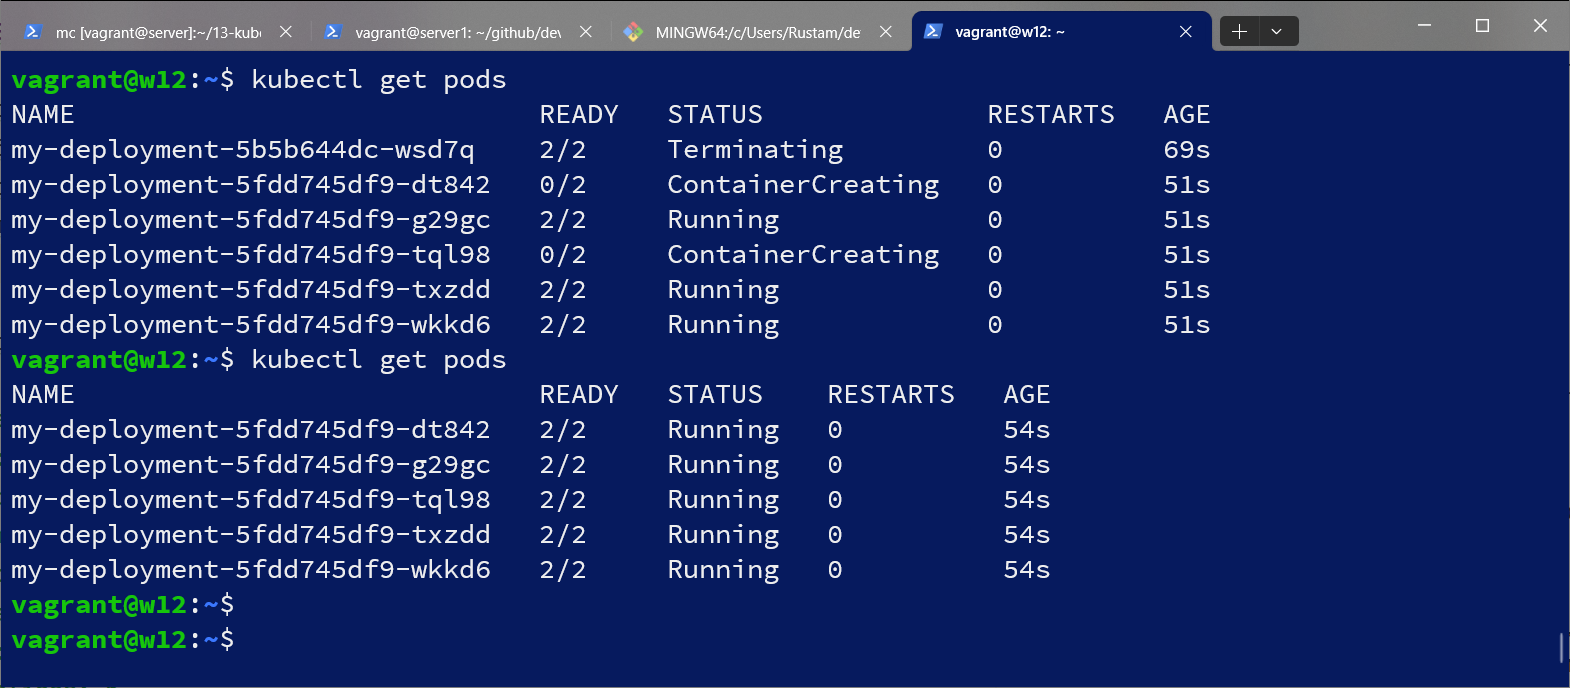 mc [vagrant@server]:~/13-kub
vagrant@server1: ~/github/de
MINGW64:/c/Users/Rustam/de
vagrant@w12: ~
vagrant@w12:~$ kubectl get pods
NAME READY STATUS RESTARTS AGE
my-deployment-5b5b644dc-wsd7q 2/2 Terminating 0 69s
my-deployment-5fdd745df9-dt842 0/2 ContainerCreating 0 51s
my-deployment-5fdd745df9-g29gc 2/2 Running 0 51s
my-deployment-5fdd745df9-tql98 0/2 ContainerCreating 0 51s
my-deployment-5fdd745df9-txzdd 2/2 Running 0 51s
my-deployment-5fdd745df9-wkkd6 2/2 Running 0 51s
vagrant@w12:~$ kubectl get pods
NAME READY STATUS RESTARTS AGE
my-deployment-5fdd745df9-dt842 2/2 Running 0 54s
my-deployment-5fdd745df9-g29gc 2/2 Running 0 54s
my-deployment-5fdd745df9-tql98 2/2 Running 0 54s
my-deployment-5fdd745df9-txzdd 2/2 Running 0 54s
my-deployment-5fdd745df9-wkkd6 2/2 Running 0 54s
vagrant@w12:~$
vagrant@w12:~$